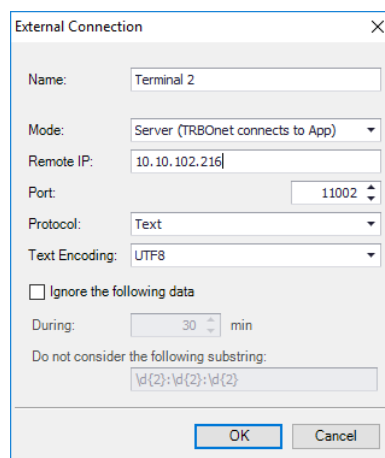 External Connection
Name: Terminal 2
Mode: Server (TRBOnet connects to App)
Remote IP: 10.10.102.216
Port: 11002
Protocol: Text
Text Encoding: UTF8
Ignore the following data
During: 30 min
Do not consider the following substring:
\d{2}:\d{2}:\d{2}
OK Cancel